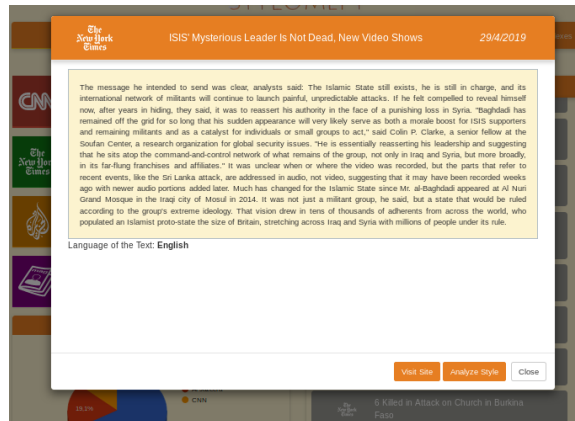 The
New York
Times
ISIS' Mysterious Leader Is Not Dead, New Video Shows
29/4/2019
The message he intended to send was clear, analysts said: The Islamic State still exists, he is still in charge, and its
international network of militants will continue to launch painful, unpredictable attacks. If he felt compelled to reveal himself
now, after years in hiding, they said, it was to reassert his authority in the face of a punishing loss in Syria. "Baghdadi has
remained off the grid for so long that his sudden appearance will very likely serve as both a morale boost for ISIS supporters
and remaining militants and as a catalyst for individuals or small groups to act," said Colin P. Clarke, a senior fellow at the
Soufan Center, a research organization for global security issues. "He is essentially reasserting his leadership and suggesting
that he sits atop the command-and-control network of what remains of the group, not only in Iraq and Syria, but more broadly,
in its far-flung franchises and affiliates." It was unclear when or where the video was recorded, but the parts that refer to
recent events, like the Sri Lanka attack, are addressed in audio, not video, suggesting that it may have been recorded weeks
ago with newer audio portions added later. Much has changed for the Islamic State since Mr. al-Baghdadi appeared at Al Nuri
Grand Mosque in the Iraqi city of Mosul in 2014. It was not just a militant group, he said, but a state that would be ruled
according to the group's extreme ideology. That vision drew in tens of thousands of adherents from across the world, who
populated an Islamist proto-state the size of Britain, stretching across Iraq and Syria with millions of people under its rule.
Language of the Text: English
Visit Site
Analyze Style
Close
CNN
The
New York
Times
CNN
19.1%
6 Killed in Attack on Church in Burkina
Faso